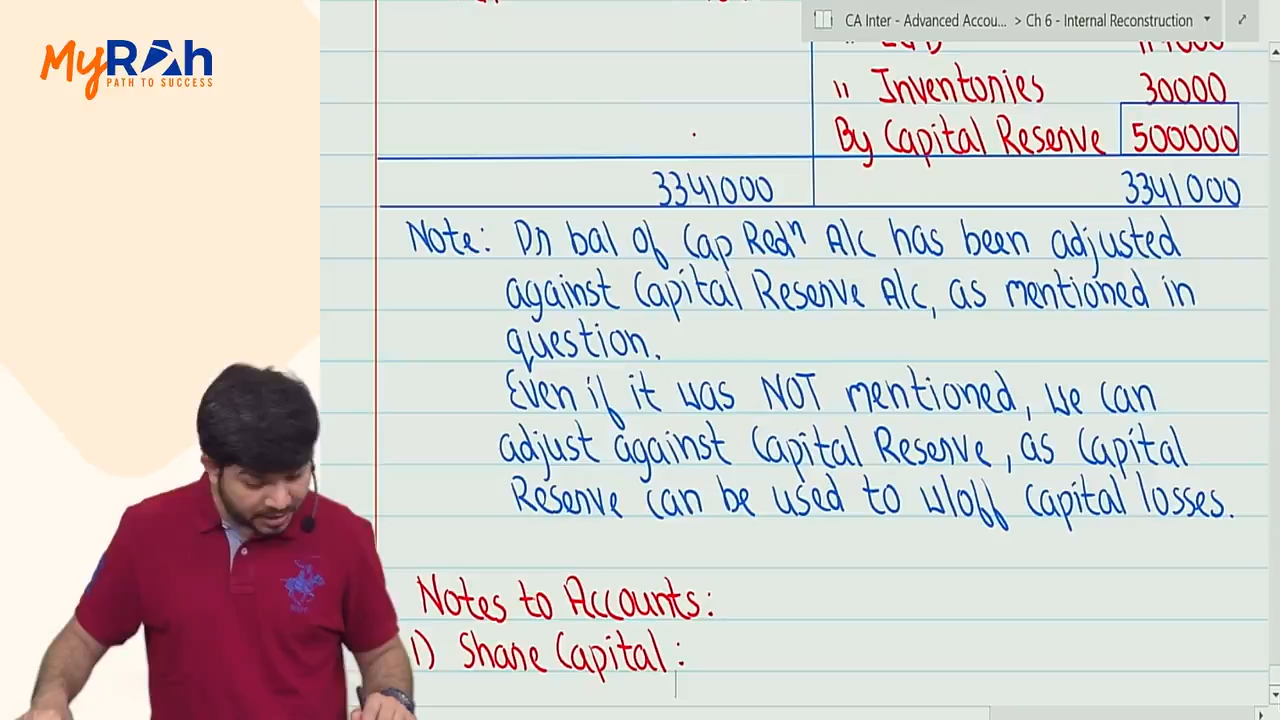 MyRAh
PATH TO SUCCESS
CA Inter - Advanced Accou... > Ch 6 - Internal Reconstruction
" Inventories 30000
By Capital Reserve 500000
3341000 3341000
Note: Dr bal of Cap Redⁿ A/c has been adjusted
against Capital Reserve A/c, as mentioned in
question.
Even if it was NOT mentioned, we can
adjust against Capital Reserve, as Capital
Reserve can be used to w/off capital losses.
Notes to Accounts:
1) Share Capital: